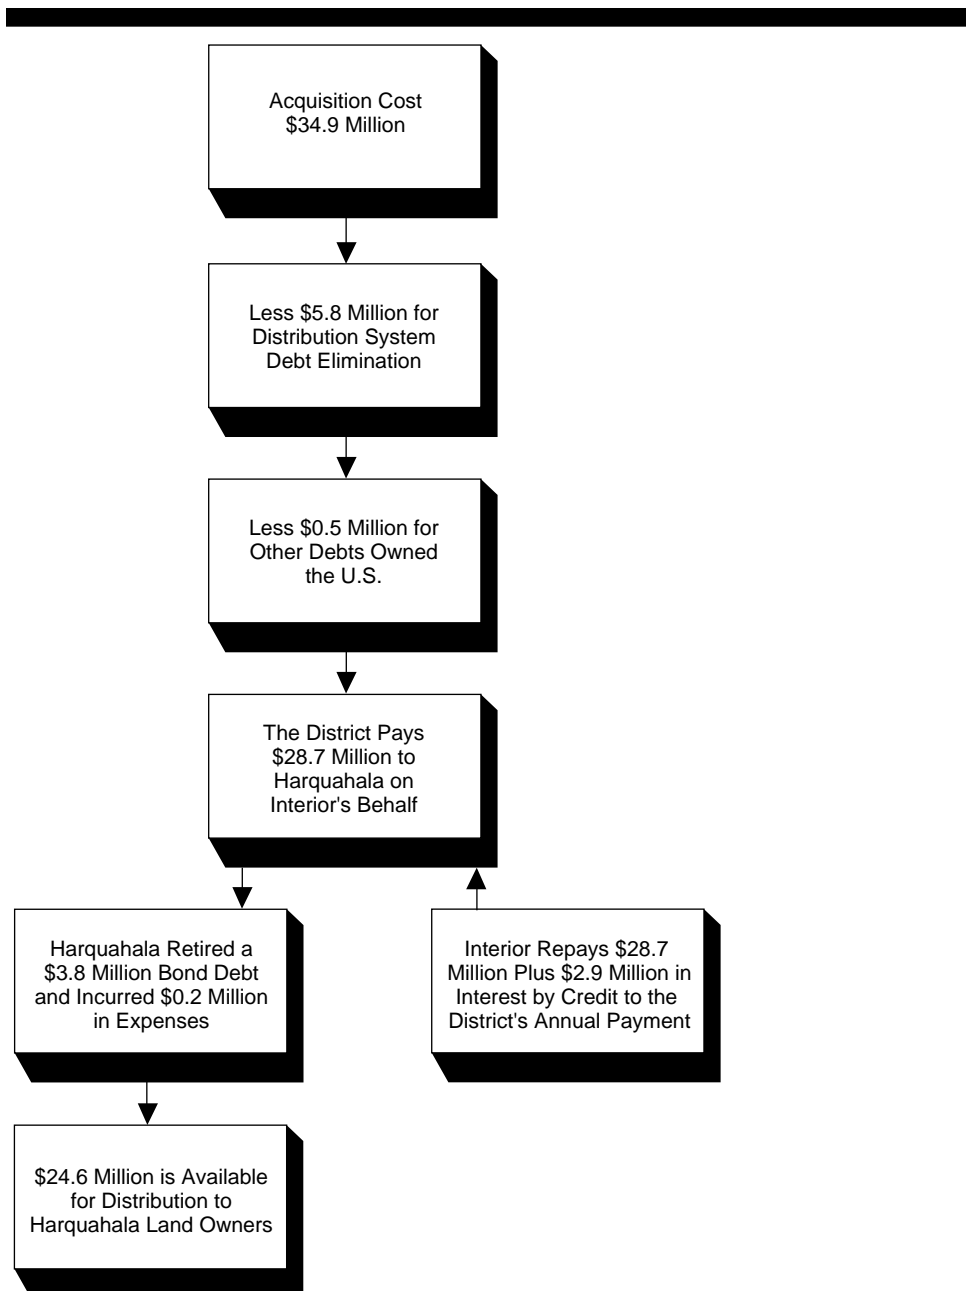 Acquisition Cost
$34.9 Million
Less $5.8 Million for
Distribution System
Debt Elimination
Less $0.5 Million for
Other Debts Owned
the U.S.
The District Pays
$28.7 Million to
Harquahala on
Interior's Behalf
Harquahala Retired a
$3.8 Million Bond Debt
and Incurred $0.2 Million
in Expenses
Interior Repays $28.7
Million Plus $2.9 Million in
Interest by Credit to the
District's Annual Payment
$24.6 Million is Available
for Distribution to
Harquahala Land Owners